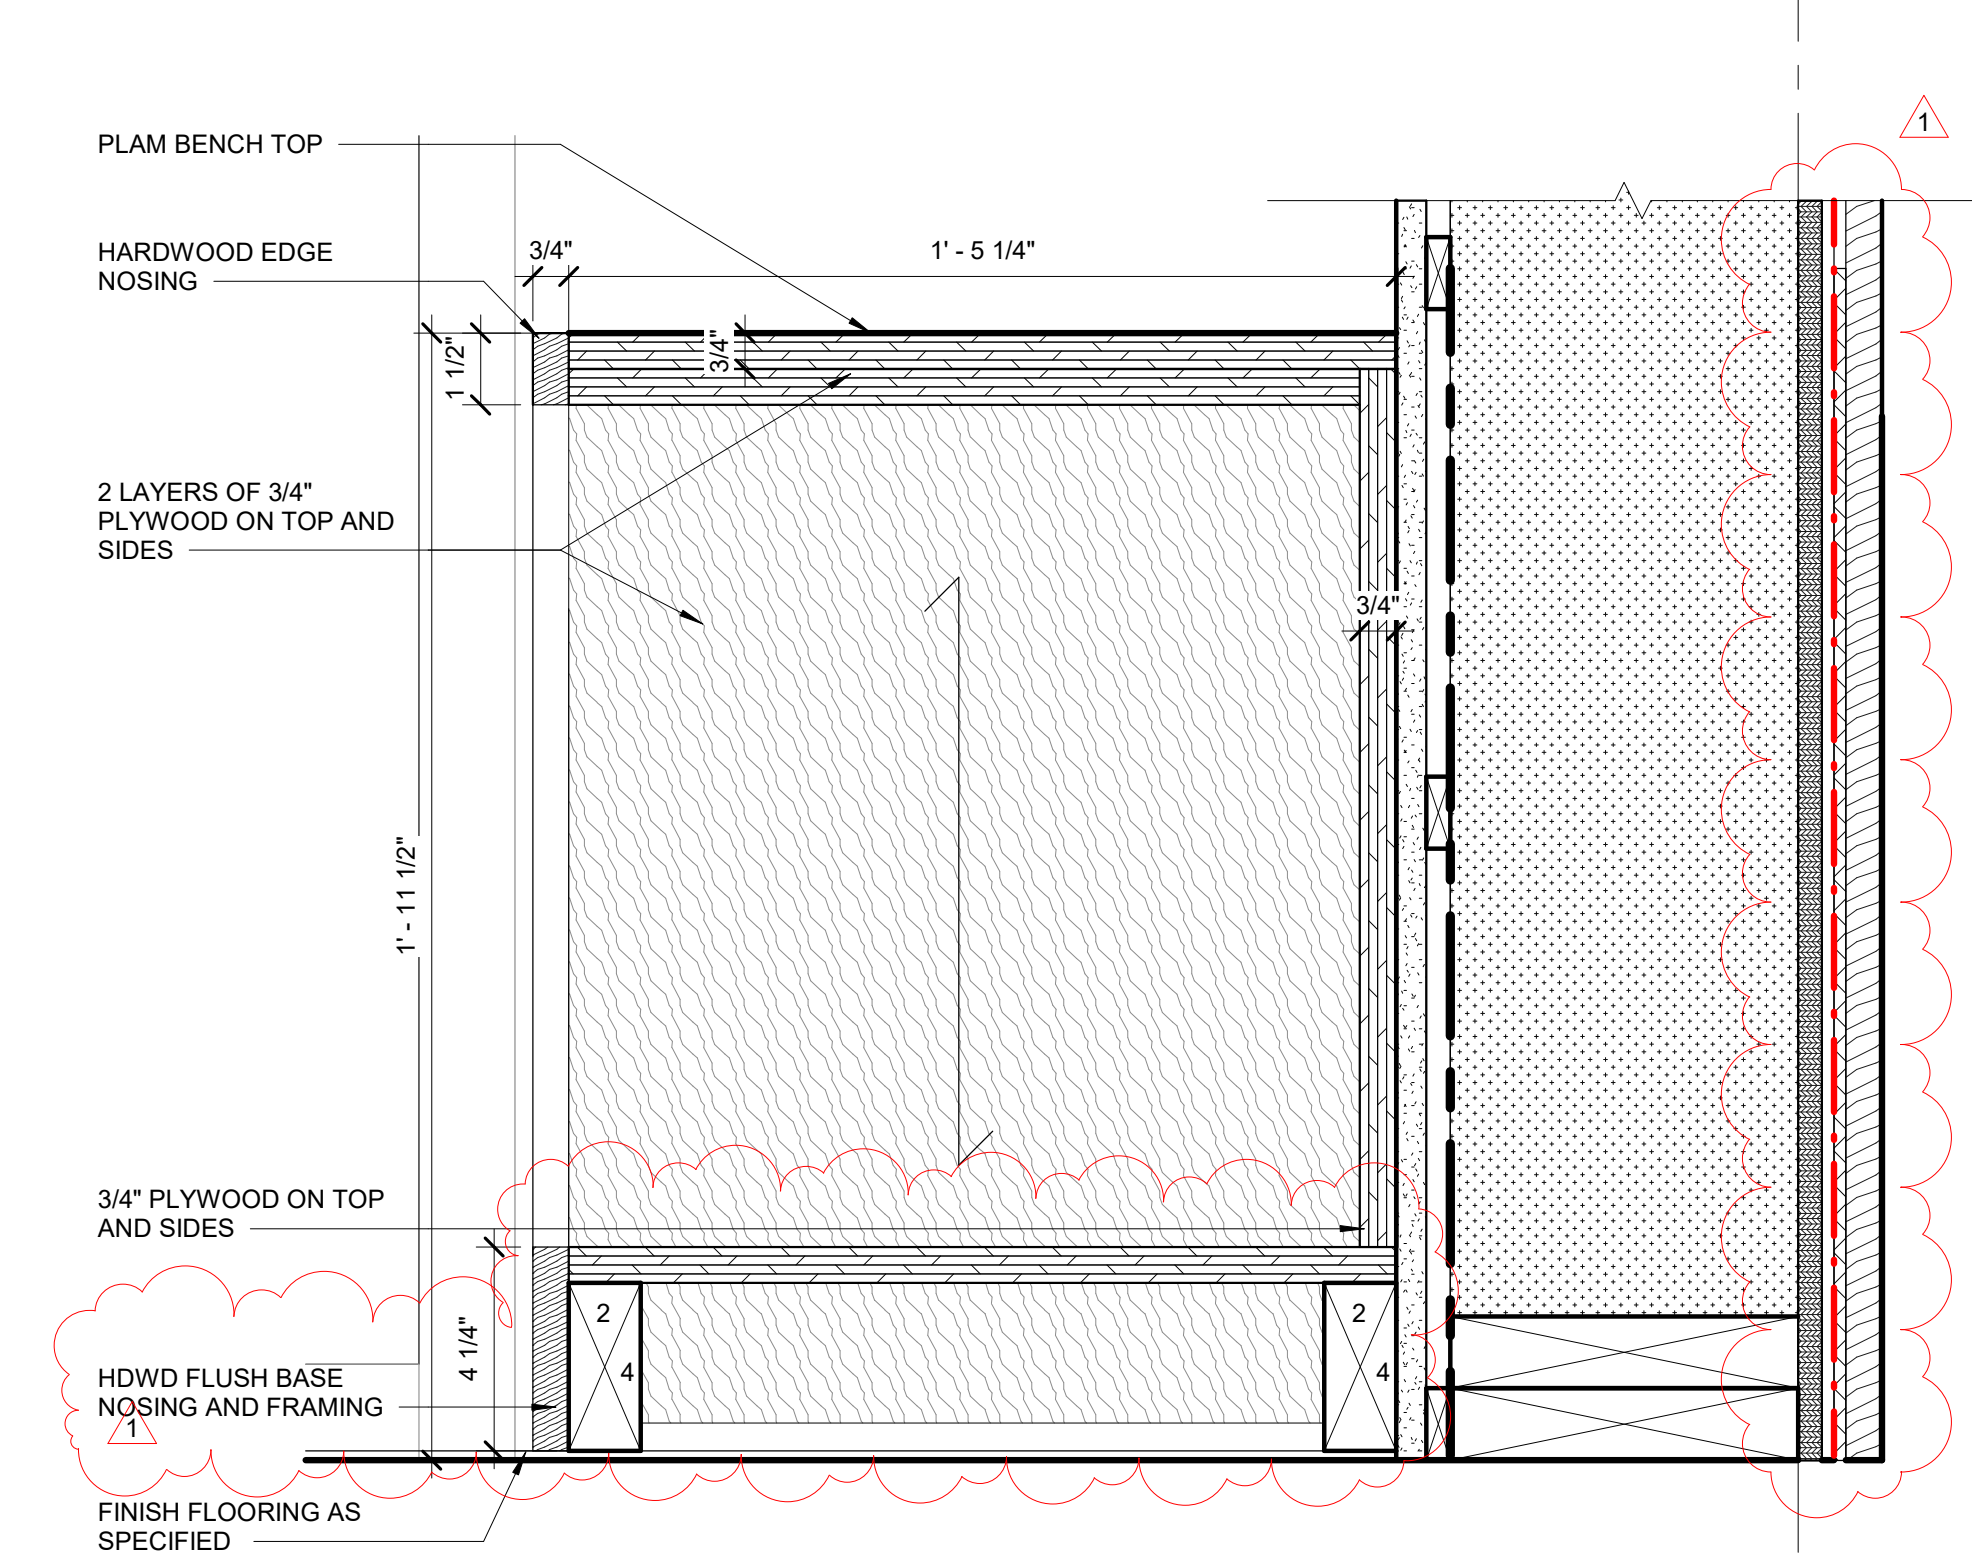 1
PLAM BENCH TOP
HARDWOOD EDGE
NOSING
3/4"
1' - 5 1/4"
1 1/2"
3/4"
2 LAYERS OF 3/4"
PLYWOOD ON TOP AND
SIDES
3/4"
1' - 11 1/2"
3/4" PLYWOOD ON TOP
AND SIDES
4 1/4"
2
4
2
4
HDWD FLUSH BASE
NOSING AND FRAMING
1
FINISH FLOORING AS
SPECIFIED